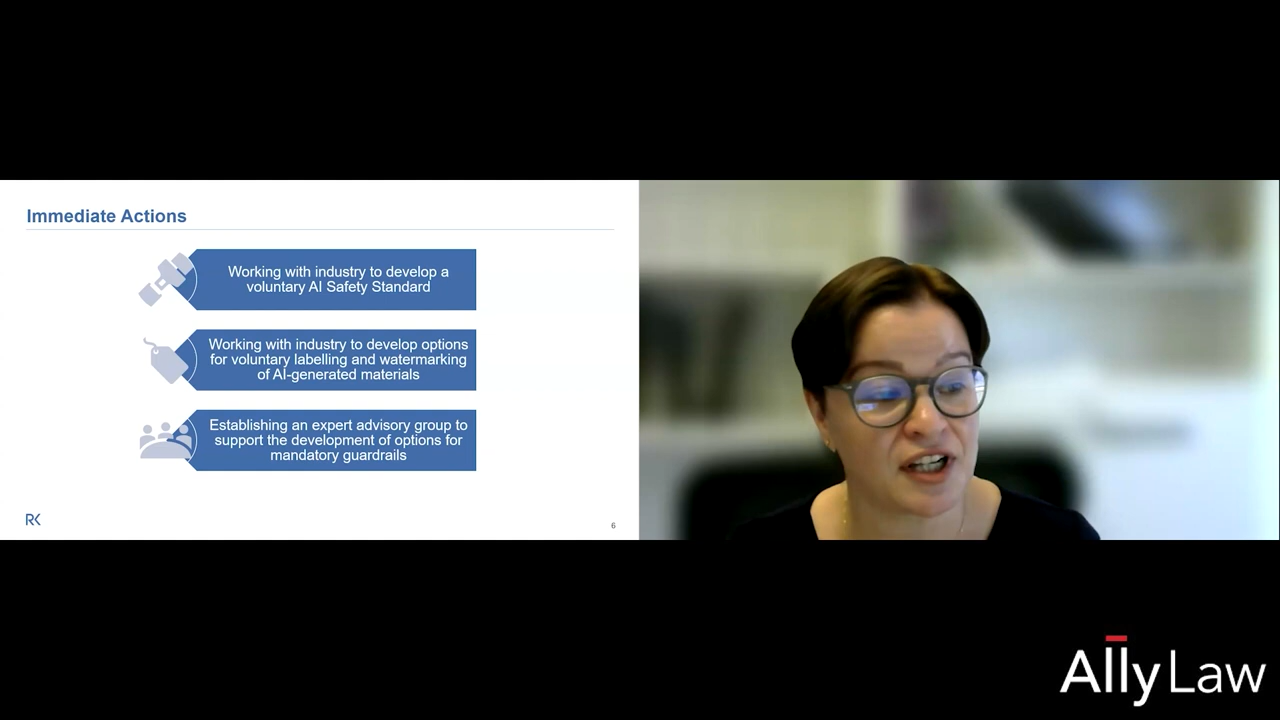 Immediate Actions
Working with industry to develop a
voluntary AI Safety Standard
Working with industry to develop options
for voluntary labelling and watermarking
of AI-generated materials
Establishing an expert advisory group to
support the development of options for
mandatory guardrails
RK
6
Ally Law